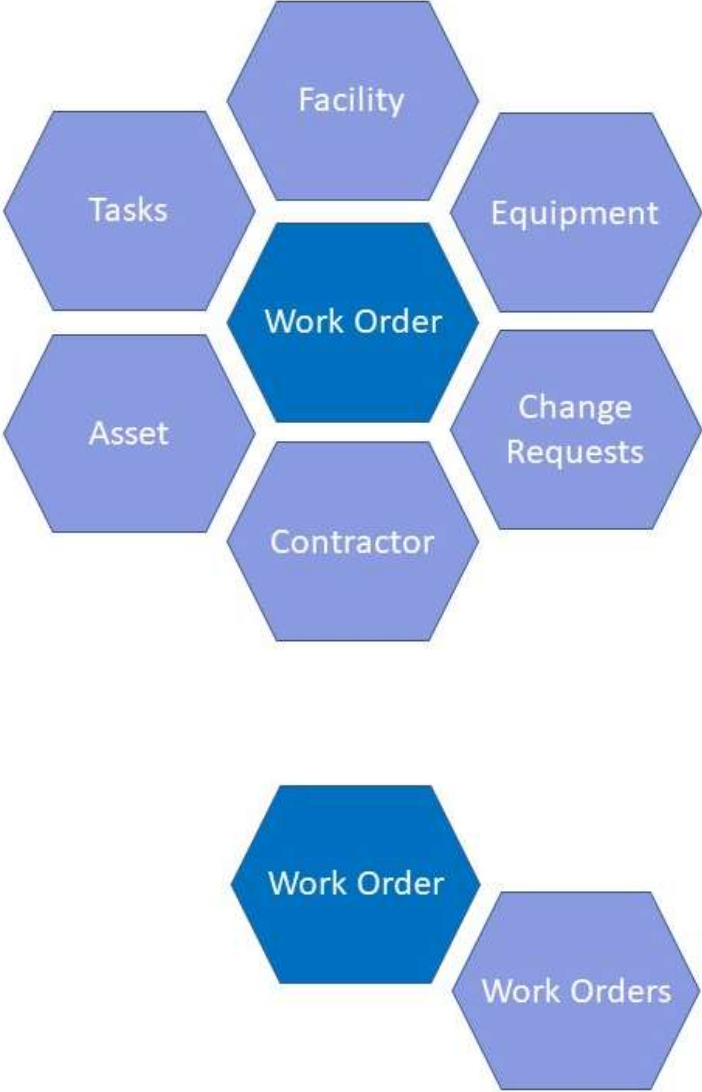 Facility
Tasks
Equipment
Work Order
Change
Requests
Asset
Contractor
Work Order
Work Orders